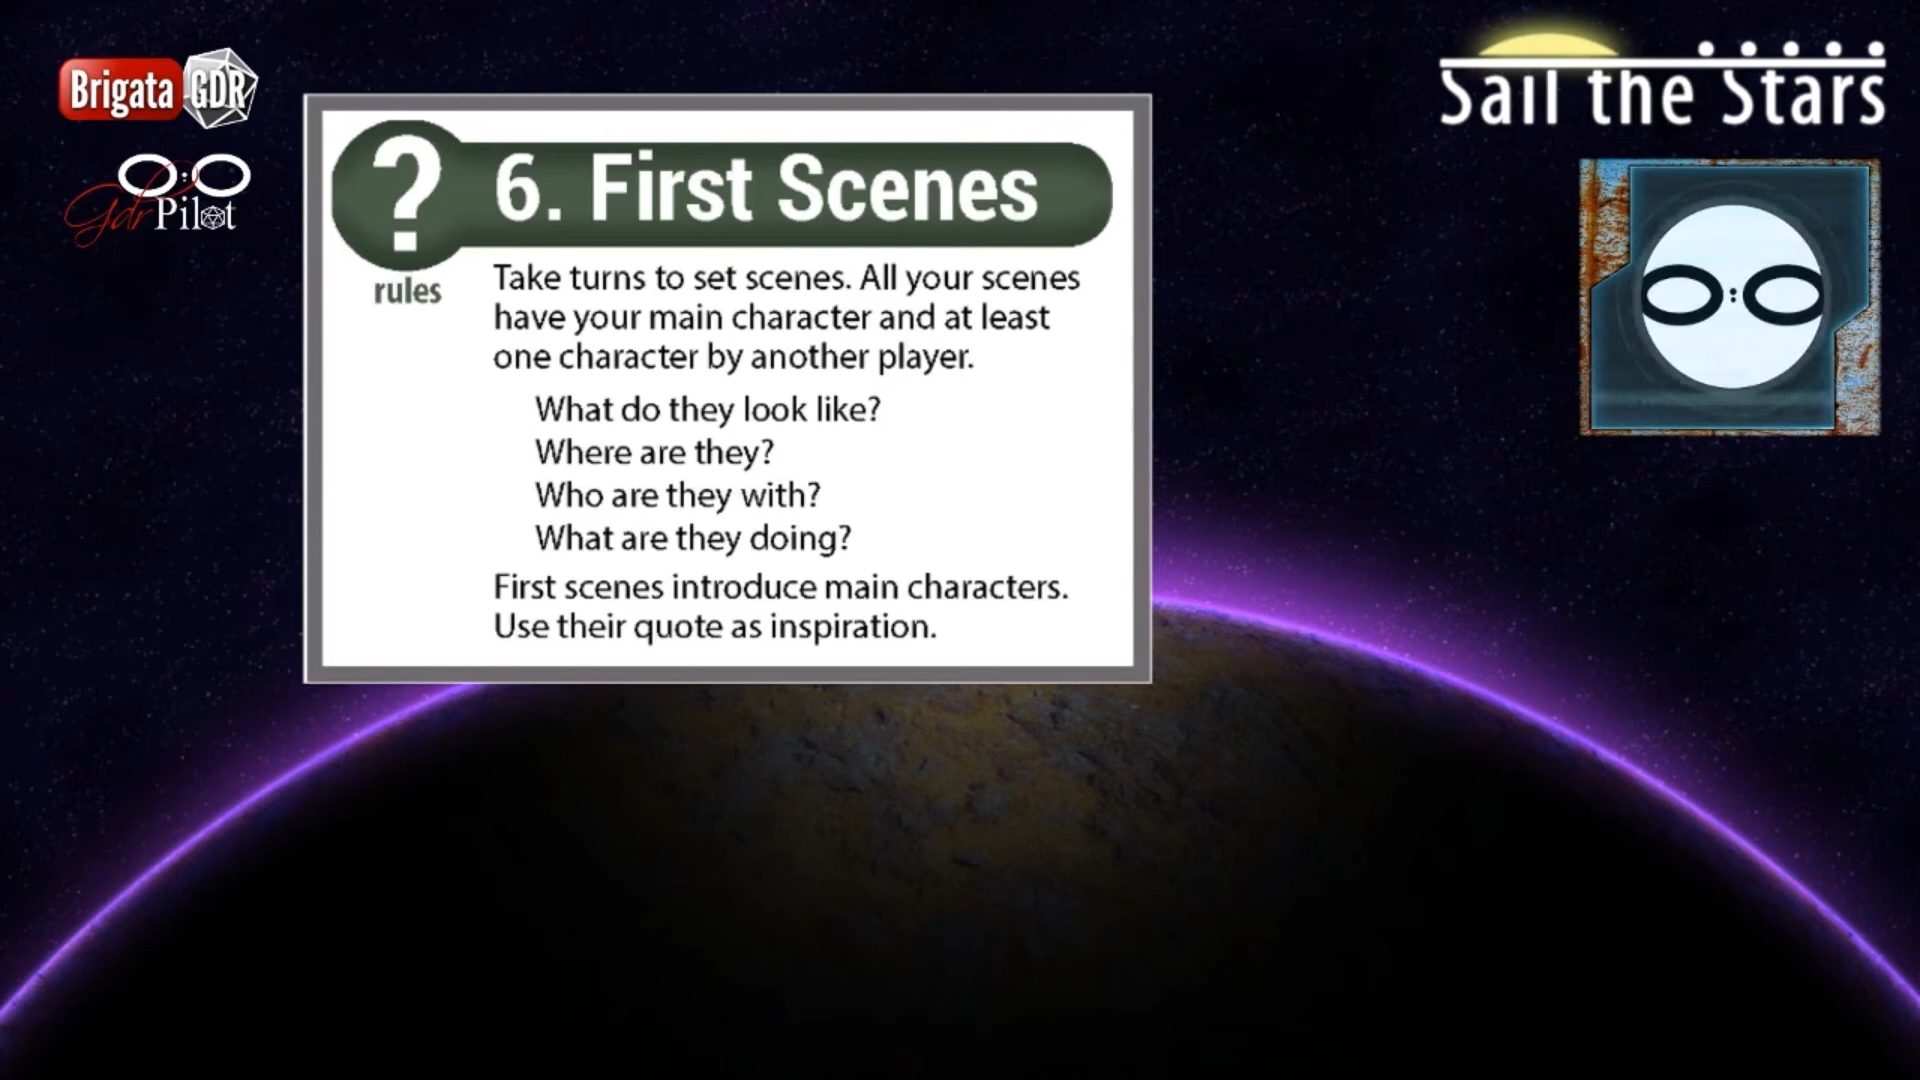 Brigata GDR
Gdr Pilot
Sail the Stars
?
6. First Scenes
rules
Take turns to set scenes. All your scenes
have your main character and at least
one character by another player.
What do they look like?
Where are they?
Who are they with?
What are they doing?
First scenes introduce main characters.
Use their quote as inspiration.